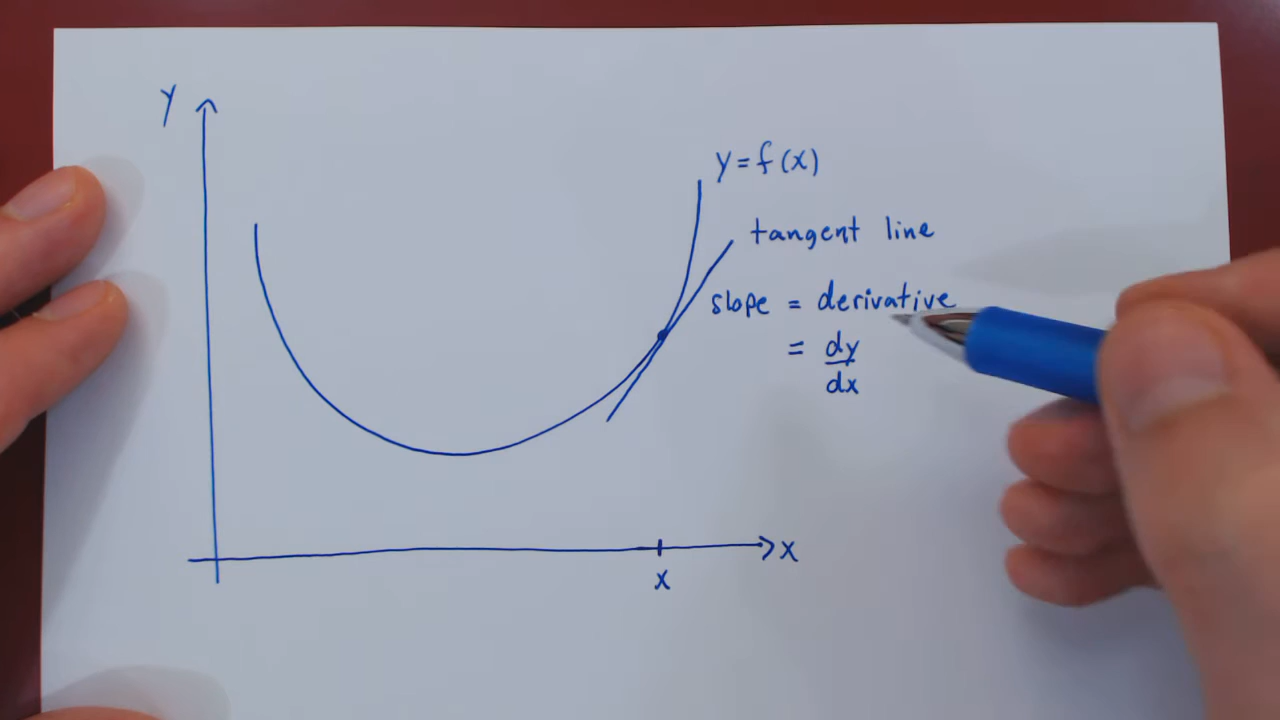 y
y=f(x)
tangent line
slope = derivative
= dy
dx
x
x